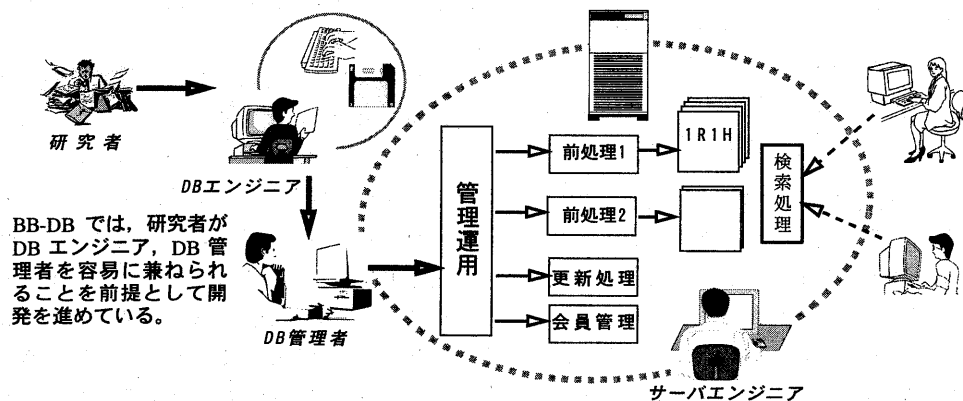 研究者
DBエンジニア
BB-DB では，研究者が
DB エンジニア，DB 管
理者を容易に兼ねられ
ることを前提として開
発を進めている。
DB管理者
管理運用
前処理1
1R1H
前処理2
更新処理
会員管理
検索処理
サーバエンジニア